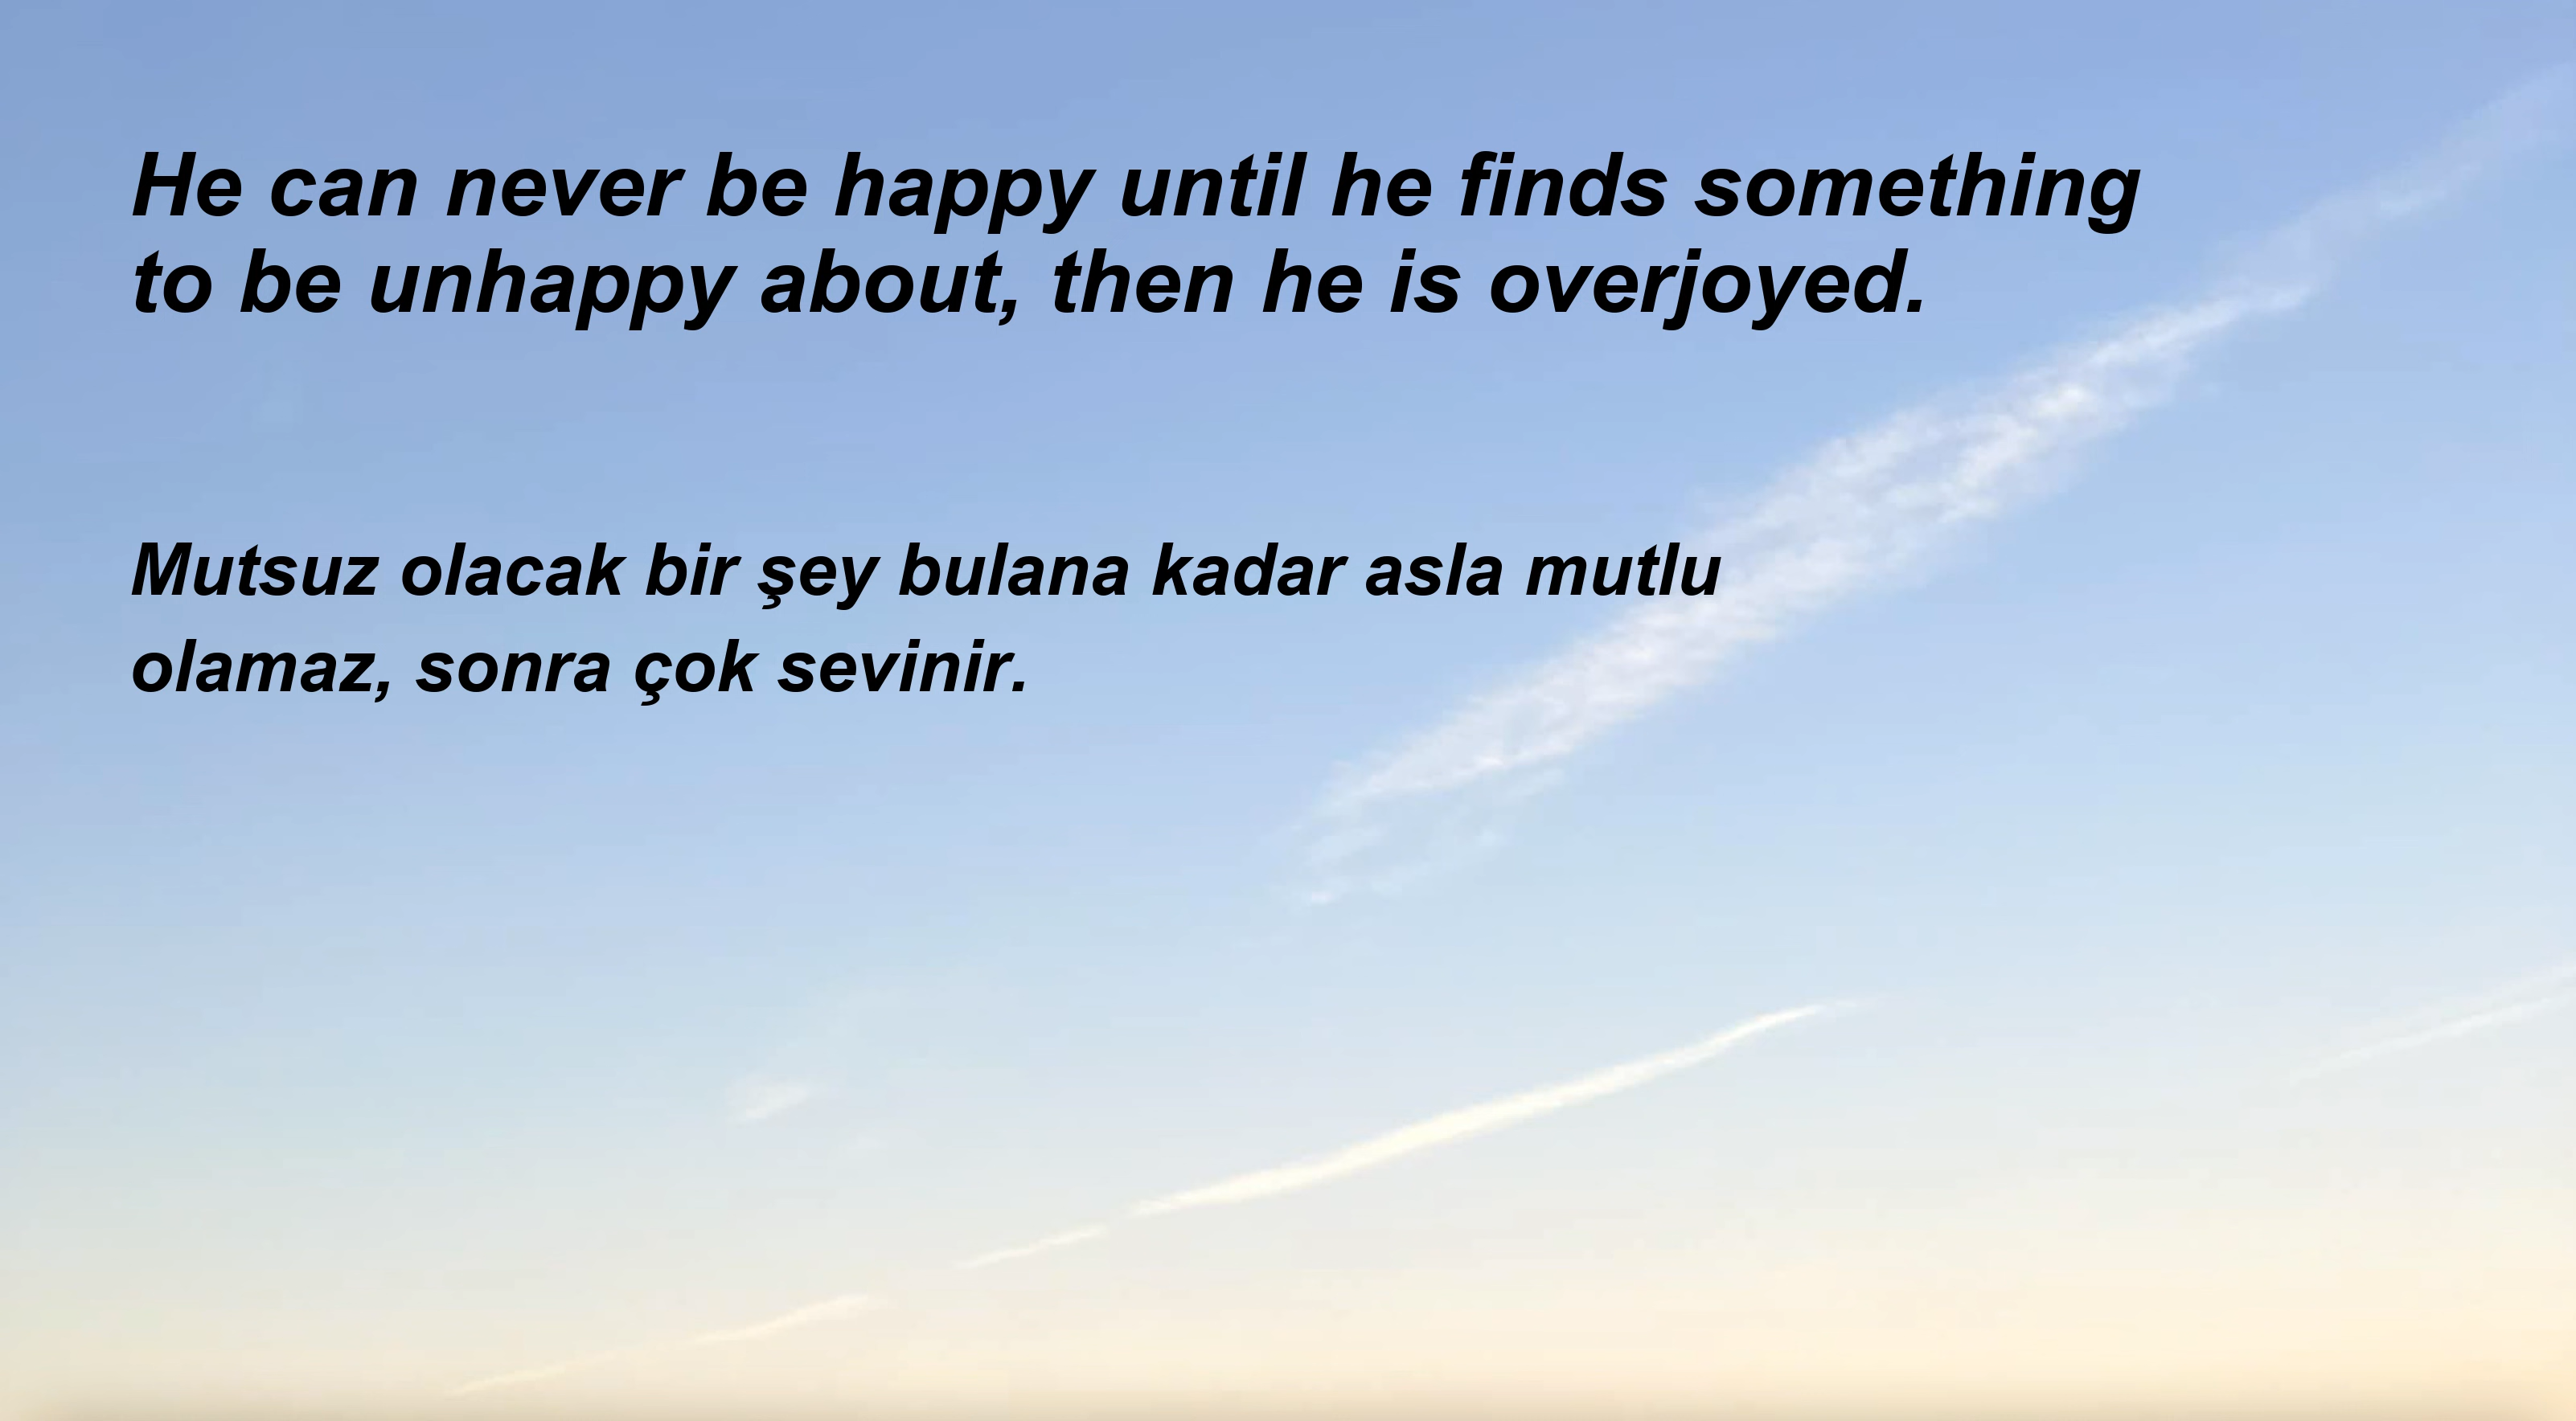 He can never be happy until he finds something
to be unhappy about, then he is overjoyed.
Mutsuz olacak bir şey bulana kadar asla mutlu
olamaz, sonra çok sevinir.